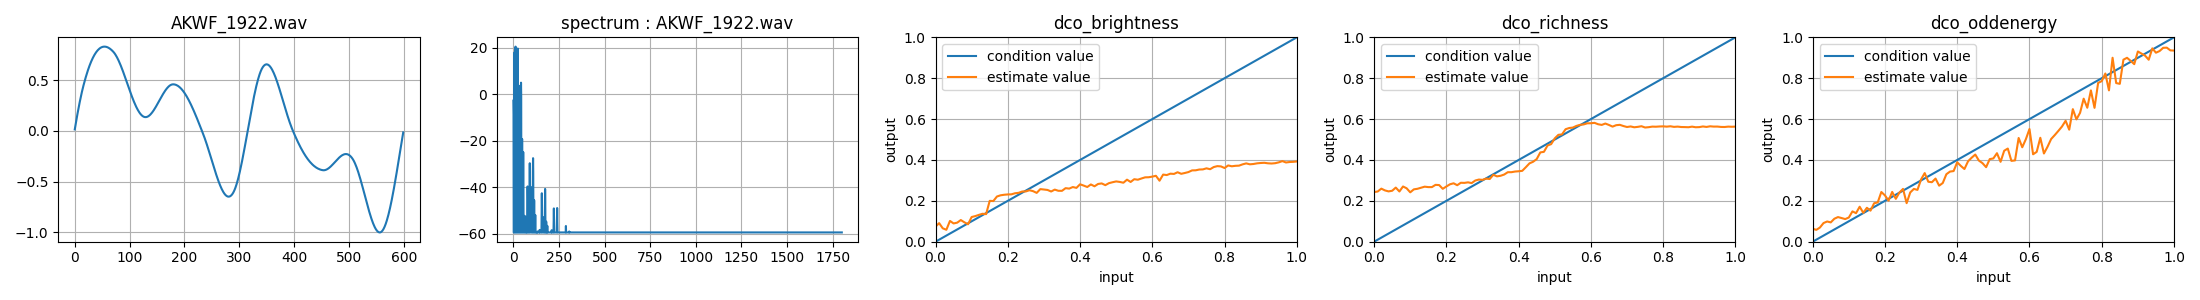 AKWF_1922.wav
0.5
0.0
−0.5
−1.0
0 100 200 300 400 500 600
spectrum : AKWF_1922.wav
20
0
−20
−40
−60
0 250 500 750 1000 1250 1500 1750
dco_brightness
condition value
estimate value
output
1.0
0.8
0.6
0.4
0.2
0.0
0.0 0.2 0.4 0.6 0.8 1.0
input
dco_richness
condition value
estimate value
output
1.0
0.8
0.6
0.4
0.2
0.0
0.0 0.2 0.4 0.6 0.8 1.0
input
dco_oddenergy
condition value
estimate value
output
1.0
0.8
0.6
0.4
0.2
0.0
0.0 0.2 0.4 0.6 0.8 1.0
input